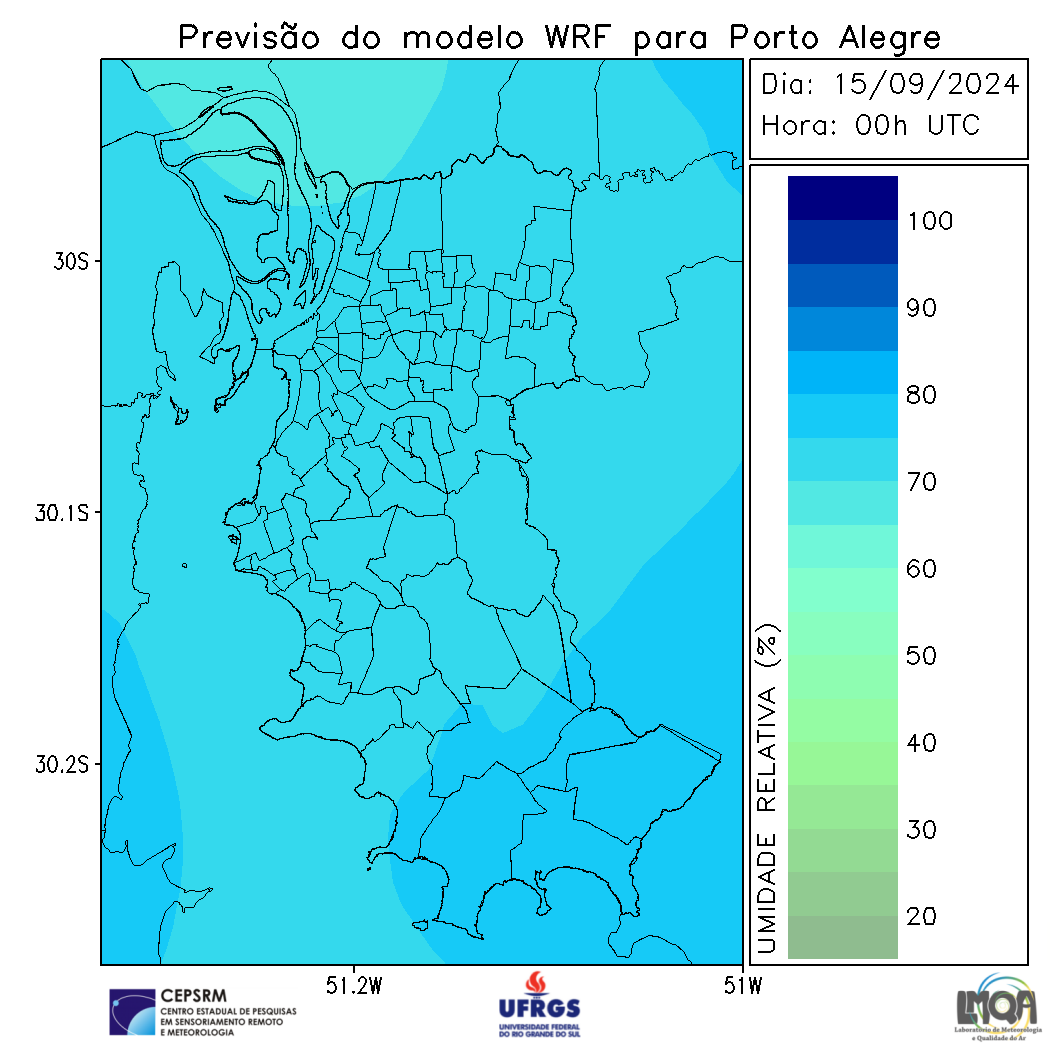 Previsão do modelo WRF para Porto Alegre
Dia: 15/09/2024
Hora: 00h UTC
100
90
80
70
60
50
40
30
20
UMIDADE RELATIVA (%)
30S
30.1S
30.2S
51.2W
51W
CEPSRM
CENTRO ESTADUAL DE PESQUISAS
EM SENSORIAMENTO REMOTO
E METEOROLOGIA
UFRGS
UNIVERSIDADE FEDERAL
DO RIO GRANDE DO SUL
LMQA
Laboratório de Meteorologia
e Qualidade do Ar